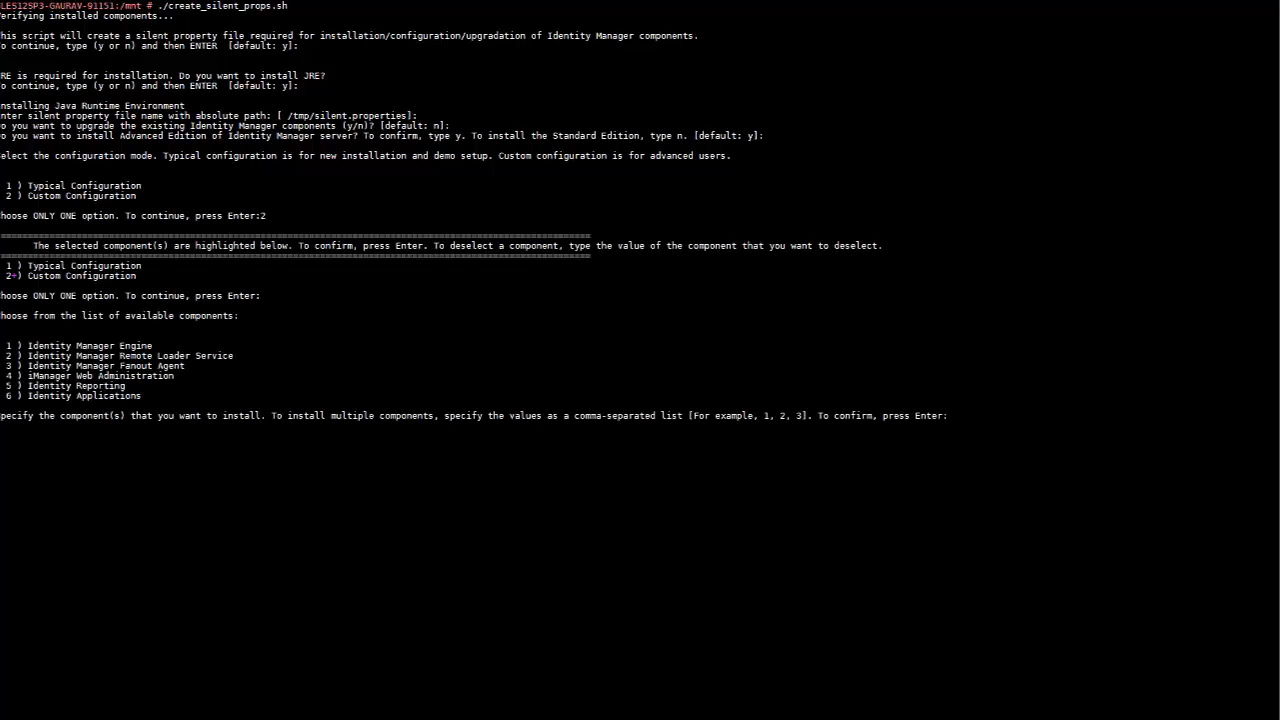 LES12SP3-GAURAV-91151:/mnt # ./create_silent_props.sh
erifying installed components...
his script will create a silent property file required for installation/configuration/upgradation of Identity Manager components.
o continue, type (y or n) and then ENTER  [default: y]:
RE is required for installation. Do you want to install JRE?
o continue, type (y or n) and then ENTER  [default: y]:
nstalling Java Runtime Environment
nter silent property file name with absolute path: [ /tmp/silent.properties]:
o you want to upgrade the existing Identity Manager components (y/n)? [default: n]:
o you want to install Advanced Edition of Identity Manager server? To confirm, type y. To install the Standard Edition, type n. [default: y]:
elect the configuration mode. Typical configuration is for new installation and demo setup. Custom configuration is for advanced users.
1 ) Typical Configuration
2 ) Custom Configuration
hoose ONLY ONE option. To continue, press Enter:2
==============================================================================================================
The selected component(s) are highlighted below. To confirm, press Enter. To deselect a component, type the value of the component that you want to deselect.
==============================================================================================================
1 ) Typical Configuration
2+) Custom Configuration
hoose ONLY ONE option. To continue, press Enter:
hoose from the list of available components:
1 ) Identity Manager Engine
2 ) Identity Manager Remote Loader Service
3 ) Identity Manager Fanout Agent
4 ) iManager Web Administration
5 ) Identity Reporting
6 ) Identity Applications
pecify the component(s) that you want to install. To install multiple components, specify the values as a comma-separated list [For example, 1, 2, 3]. To confirm, press Enter: